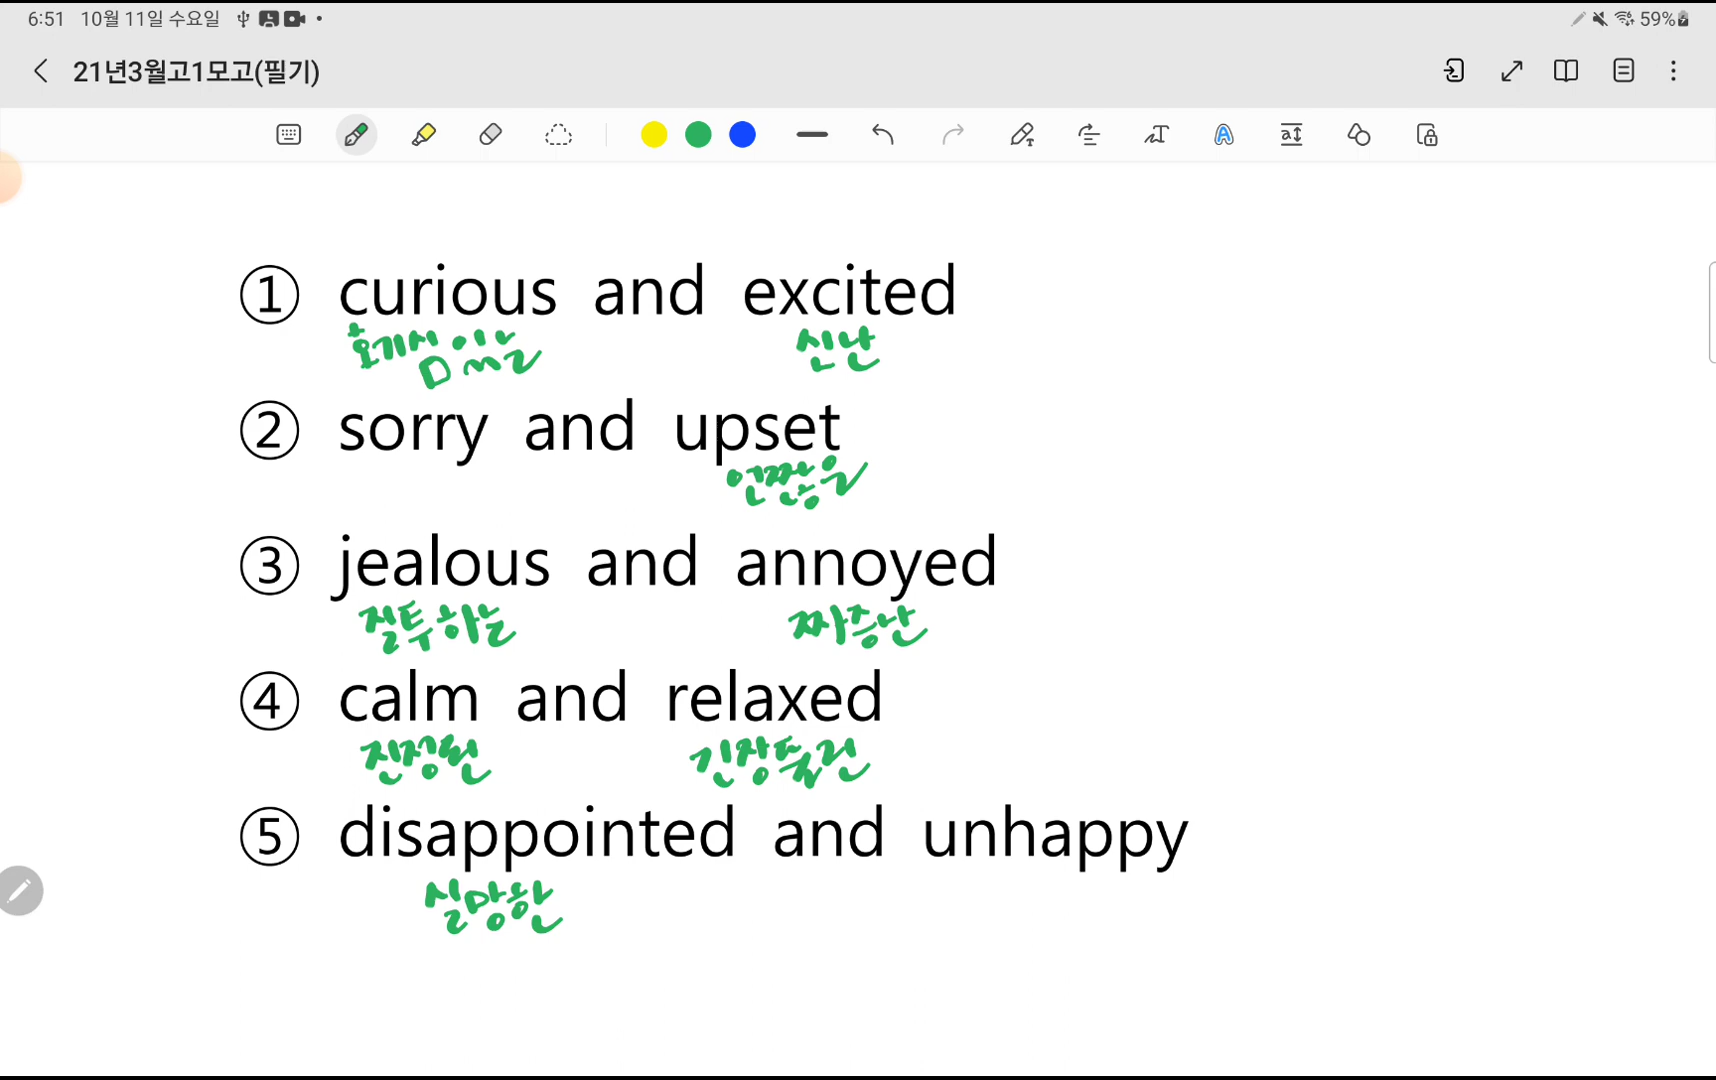 6:51 10월 11일 수요일 59%
21년3월고1모고(필기)
① curious and excited
호기심 있는 신난
② sorry and upset
언짢은
③ jealous and annoyed
질투하는 짜증난
④ calm and relaxed
진정된 긴장풀린
⑤ disappointed and unhappy
실망한